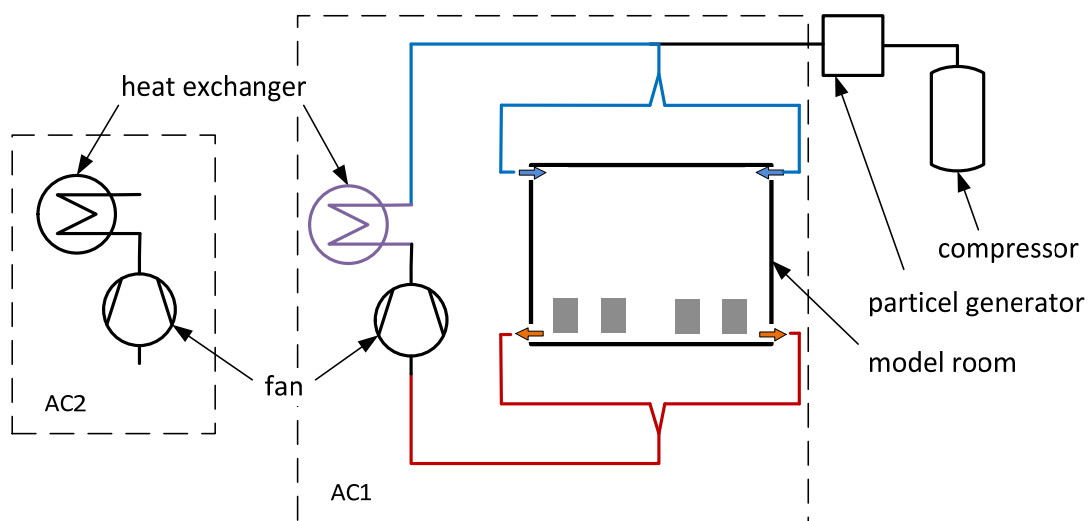 heat exchanger
compressor
particel generator
model room
fan
AC2
AC1